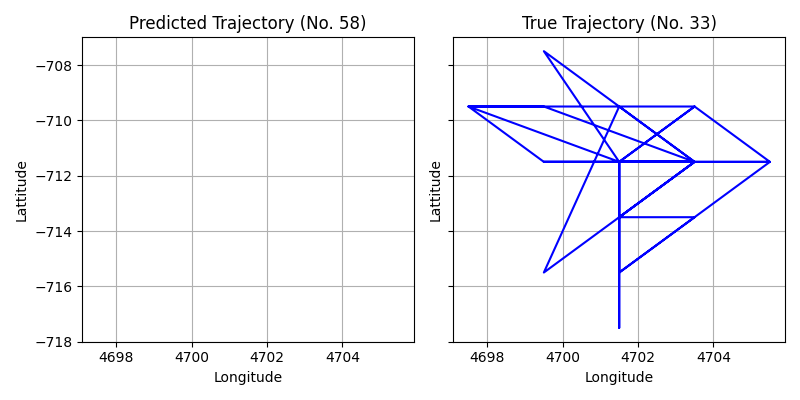 Predicted Trajectory (No. 58)
True Trajectory (No. 33)
Lattitude
−708
−710
−712
−714
−716
−718
4698
4700
4702
4704
Longitude
Lattitude
4698
4700
4702
4704
Longitude